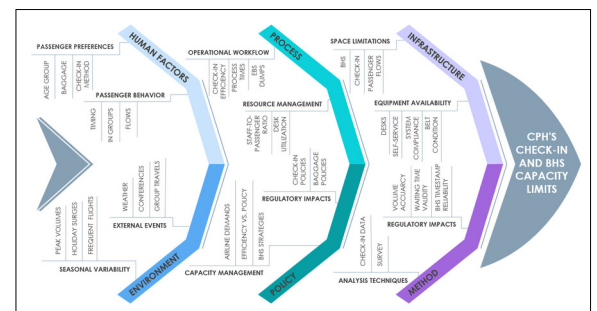 PASSENGER PREFERENCES
AGE GROUP
BAGGAGE
CHECK-IN
METHOD
HUMAN FACTORS
PASSENGER BEHAVIOR
TIMING
IN GROUPS
FLOWS
OPERATIONAL WORKFLOW
CHECK-IN
EFFICIENCY
PROCESS
TIMES
EBS
DUMPS
PROCESS
RESOURCE MANAGEMENT
STAFF-TO-
PASSENGER
RATIO
DESK
UTILIZATION
SPACE LIMITATIONS
BHS
CHECK-IN
PASSENGER
FLOWS
INFRASTRUCTURE
EQUIPMENT AVAILABILITY
DESKS
SELF-SERVICE
SYSTEM
COMPLIANCE
BELT
CONDITION
CPH'S
CHECK-IN
AND BHS
CAPACITY
LIMITS
PEAK VOLUMES
HOLIDAY SURGES
FREQUENT FLIGHTS
SEASONAL VARIABILITY
WEATHER
CONFERENCES
GROUP TRAVELS
EXTERNAL EVENTS
ENVIRONMENT
AIRLINE DEMANDS
EFFICIENCY VS. POLICY
BHS STRATEGIES
CAPACITY MANAGEMENT
CHECK-IN
POLICIES
BAGGAGE
POLICIES
REGULATORY IMPACTS
POLICY
CHECK-IN DATA
SURVEY
ANALYSIS TECHNIQUES
VOLUME
ACCUARCY
WAITING TIME
VALIDITY
BHS TIMESTAMP
RELIABILITY
REGULATORY IMPACTS
METHOD